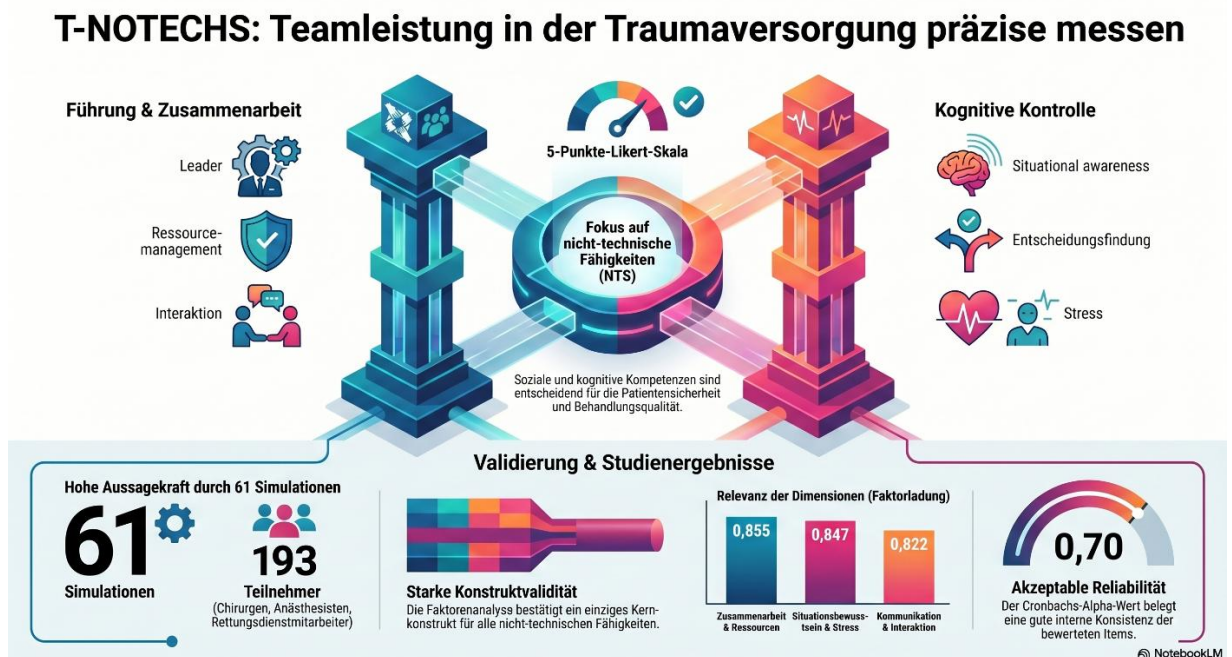 T-NOTECHS: Teamleistung in der Traumaversorgung präzise messen
Führung & Zusammenarbeit
Leader
Ressource-
management
Interaktion
5-Punkte-Likert-Skala
Fokus auf
nicht-technische
Fähigkeiten
(NTS)
Soziale und kognitive Kompetenzen sind
entscheidend für die Patientensicherheit
und Behandlungsqualität.
Kognitive Kontrolle
Situational awareness
Entscheidungsfindung
Stress
Validierung & Studienergebnisse
Hohe Aussagekraft durch 61 Simulationen
61
Simulationen
193
Teilnehmer
(Chirurgen, Anästhesisten,
Rettungsdienstmitarbeiter)
Starke Konstruktvalidität
Die Faktorenanalyse bestätigt ein einziges Kern-
konstrukt für alle nicht-technischen Fähigkeiten.
Relevanz der Dimensionen (Faktorladung)
0,855
0,847
0,822
Zusammenarbeit
& Ressourcen
Situationsbewusst-
tsein & Stress
Kommunikation
& Interaktion
0,70
Akzeptable Reliabilität
Der Cronbachs-Alpha-Wert belegt
eine gute interne Konsistenz der
bewerteten Items.
NotebookLM